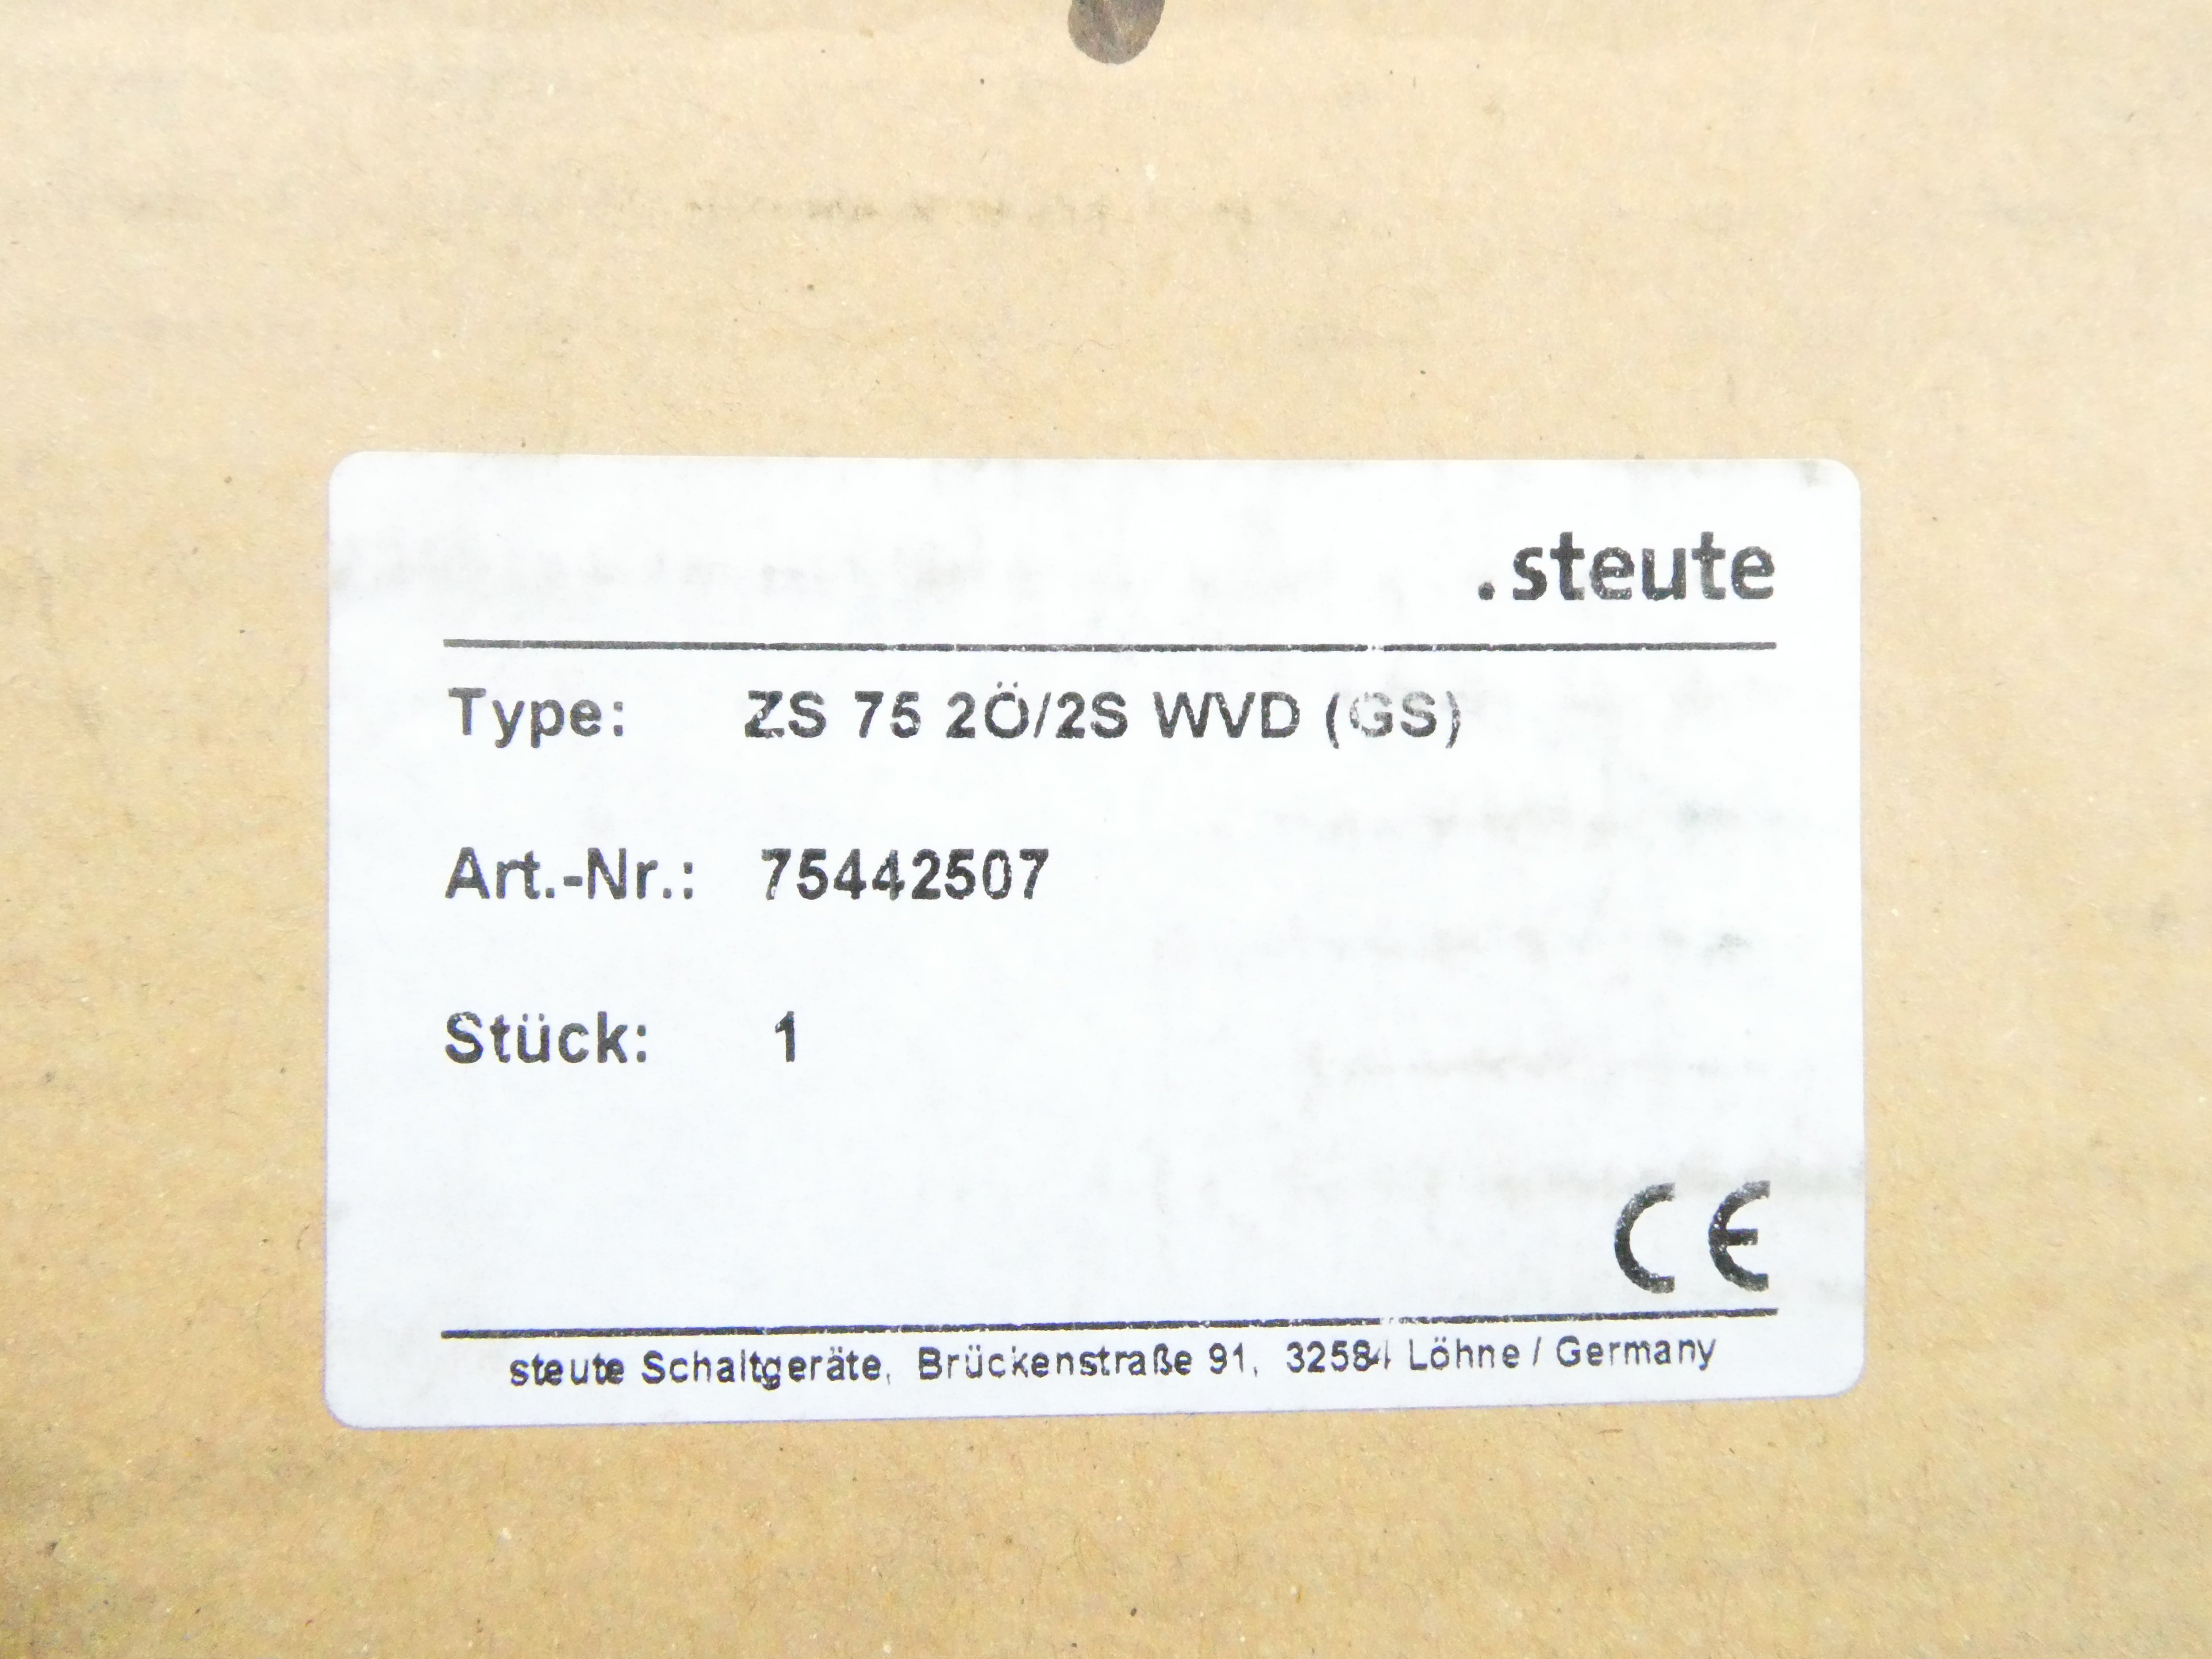 .steute
Type: ZS 75 2Ö/2S WVD (GS)
Art.-Nr.: 75442507
Stück: 1
CE
steute Schaltgeräte, Brückenstraße 91, 32584 Löhne / Germany